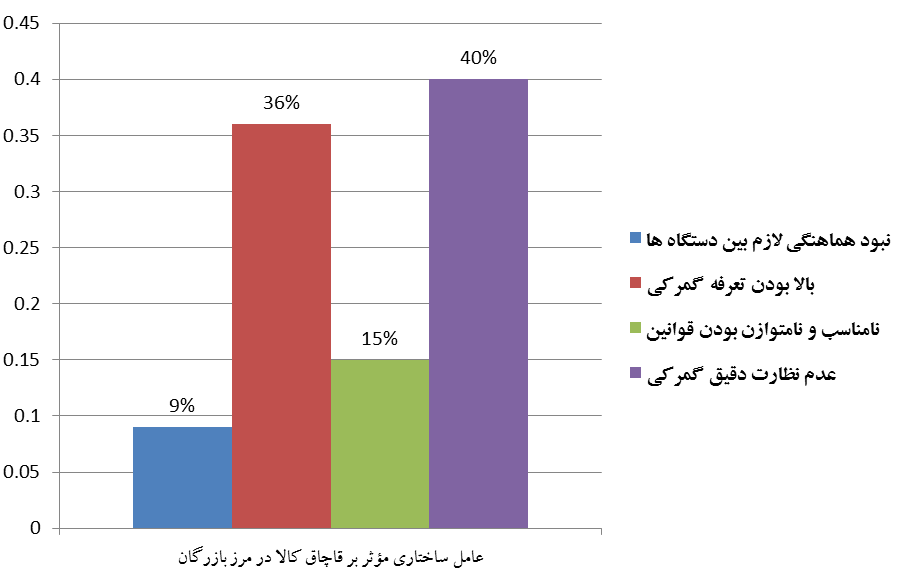 0.45
0.4
0.35
0.3
0.25
0.2
0.15
0.1
0.05
0
9%
36%
15%
40%
عامل ساختاری مؤثر بر قاچاق کالا در مرز بازرگان
نبود هماهنگی لازم بین دستگاه ها
بالا بودن تعرفه گمرکی
نامناسب و نامتوازن بودن قوانین
عدم نظارت دقیق گمرکی